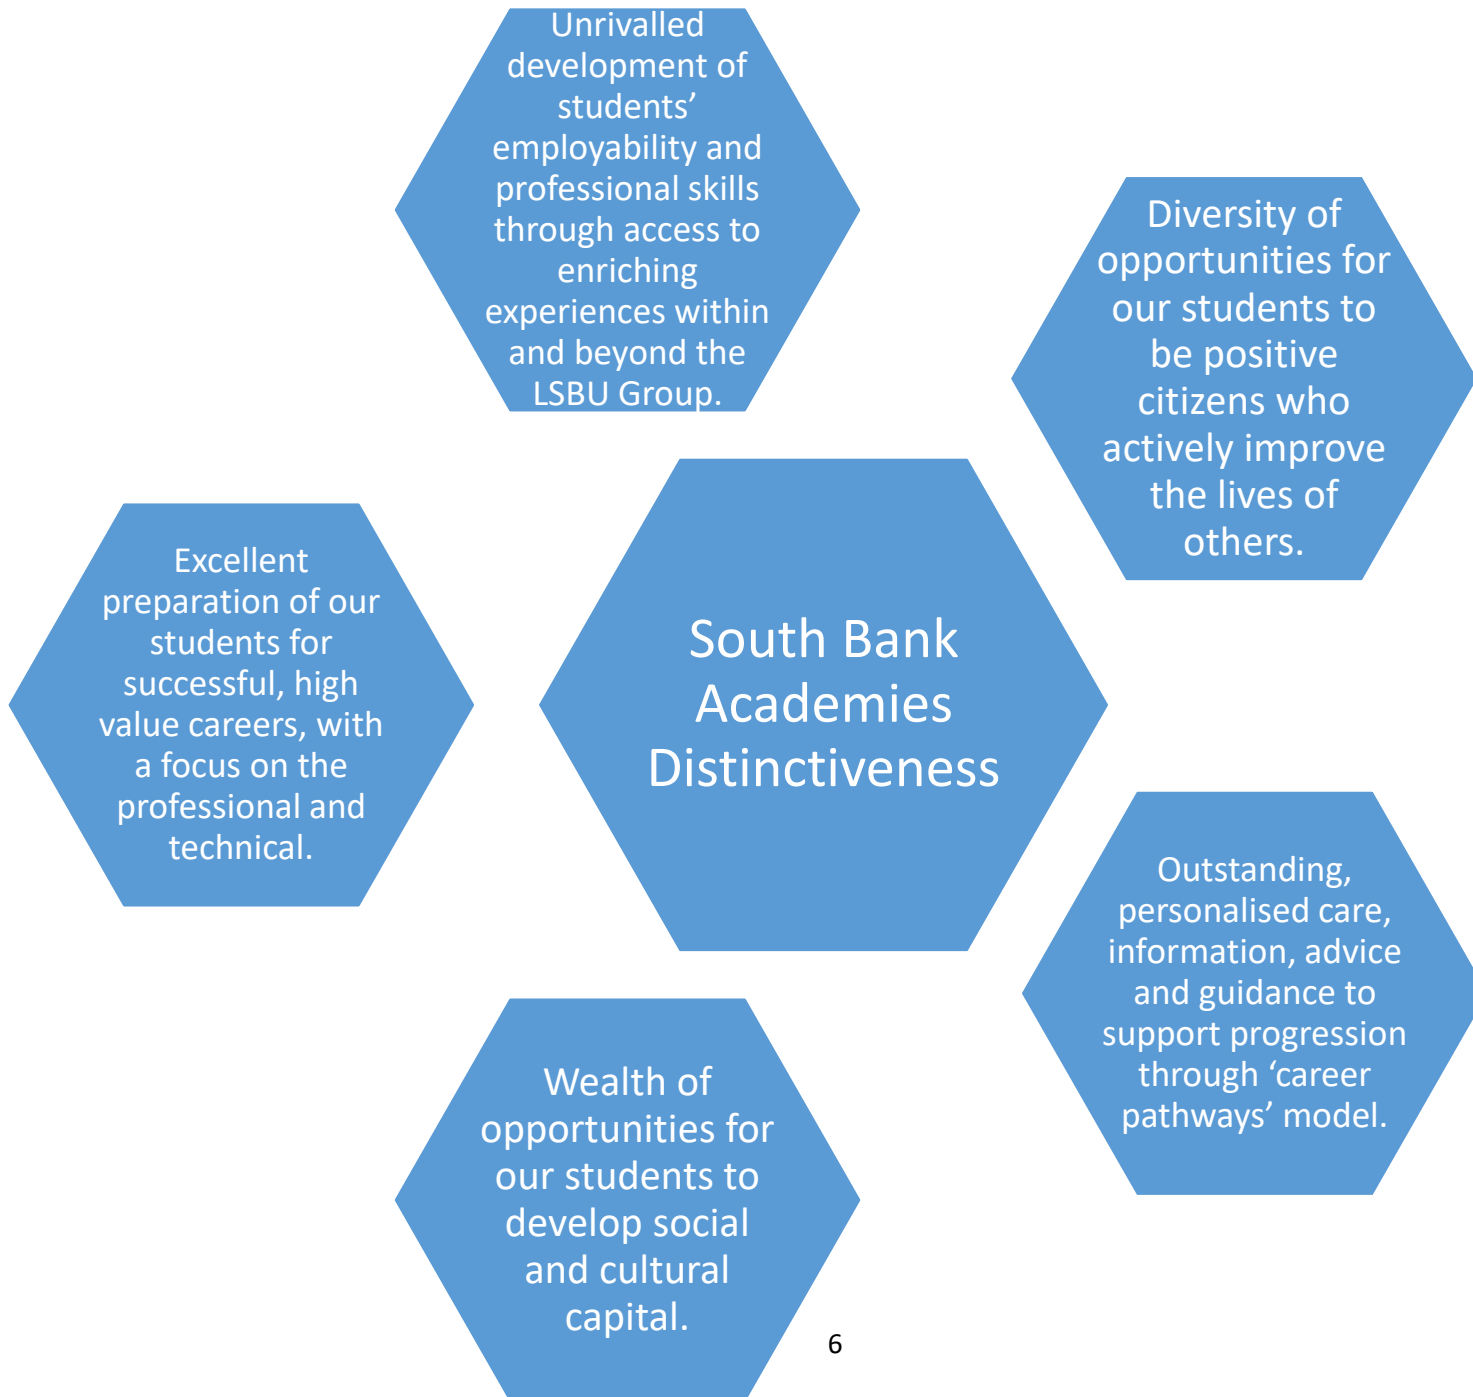 Unrivalled
development of
students’
employability and
professional skills
through access to
enriching
experiences within
and beyond the
LSBU Group.
Diversity of
opportunities for
our students to
be positive
citizens who
actively improve
the lives of
others.
Excellent
preparation of our
students for
successful, high
value careers, with
a focus on the
professional and
technical.
South Bank
Academies
Distinctiveness
Outstanding,
personalised care,
information, advice
and guidance to
support progression
through ‘career
pathways’ model.
Wealth of
opportunities for
our students to
develop social
and cultural
capital.
6